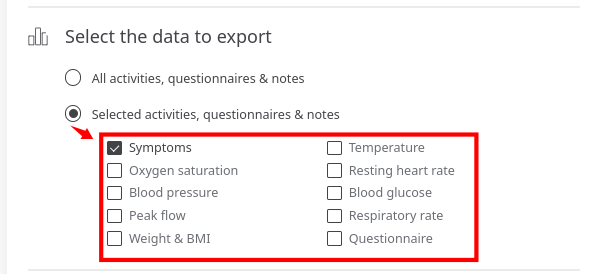 Select the data to export
All activities, questionnaires & notes
Selected activities, questionnaires & notes
Symptoms
Temperature
Oxygen saturation
Resting heart rate
Blood pressure
Blood glucose
Peak flow
Respiratory rate
Weight & BMI
Questionnaire